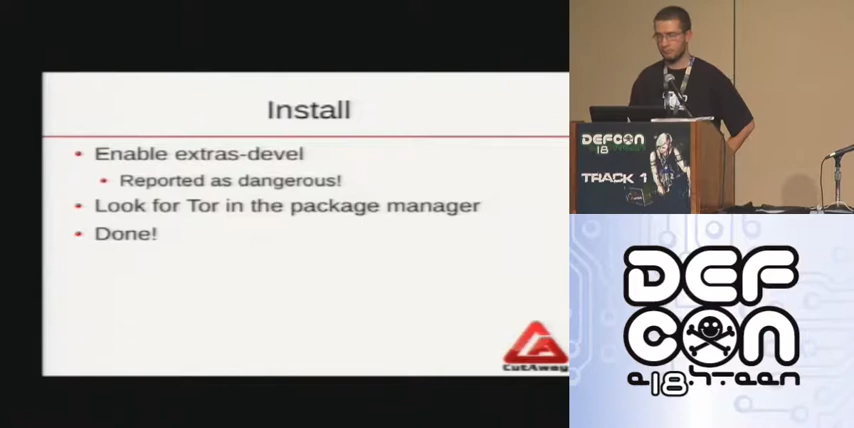 Install
Enable extras-devel
Reported as dangerous!
Look for Tor in the package manager
Done!
CutAway
DEFCON
18
TRACK 1
DEF
CON
e18hteen